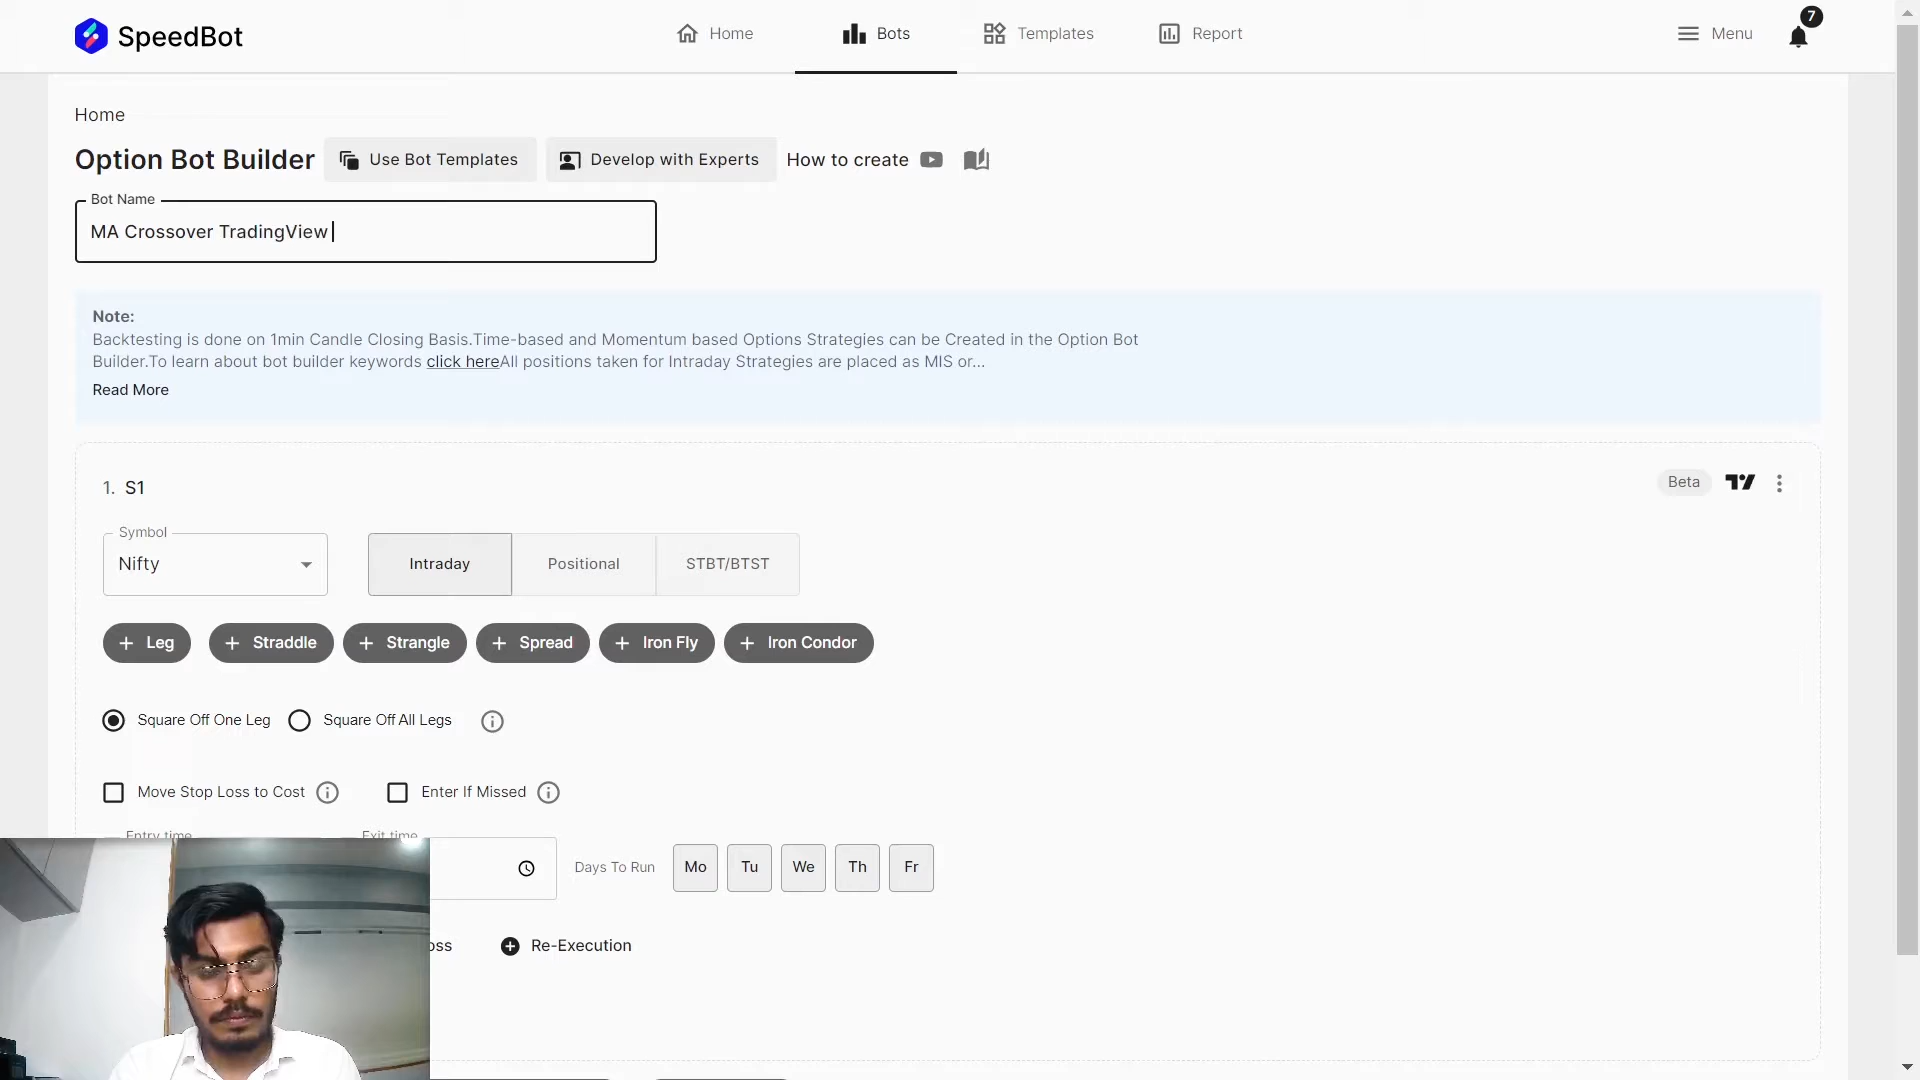 SpeedBot
Home
Bots
Templates
Report
Menu
7
Home
Option Bot Builder
Use Bot Templates
Develop with Experts
How to create
Bot Name
MA Crossover TradingView
Note:
Backtesting is done on 1min Candle Closing Basis.Time-based and Momentum based Options Strategies can be Created in the Option Bot
Builder.To learn about bot builder keywords click hereAll positions taken for Intraday Strategies are placed as MIS or...
Read More
1. S1
Beta
Symbol
Nifty
Intraday
Positional
STBT/BTST
+ Leg
+ Straddle
+ Strangle
+ Spread
+ Iron Fly
+ Iron Condor
Square Off One Leg
Square Off All Legs
Move Stop Loss to Cost
Enter If Missed
Entry time
Exit time
Days To Run
Mo
Tu
We
Th
Fr
oss
Re-Execution